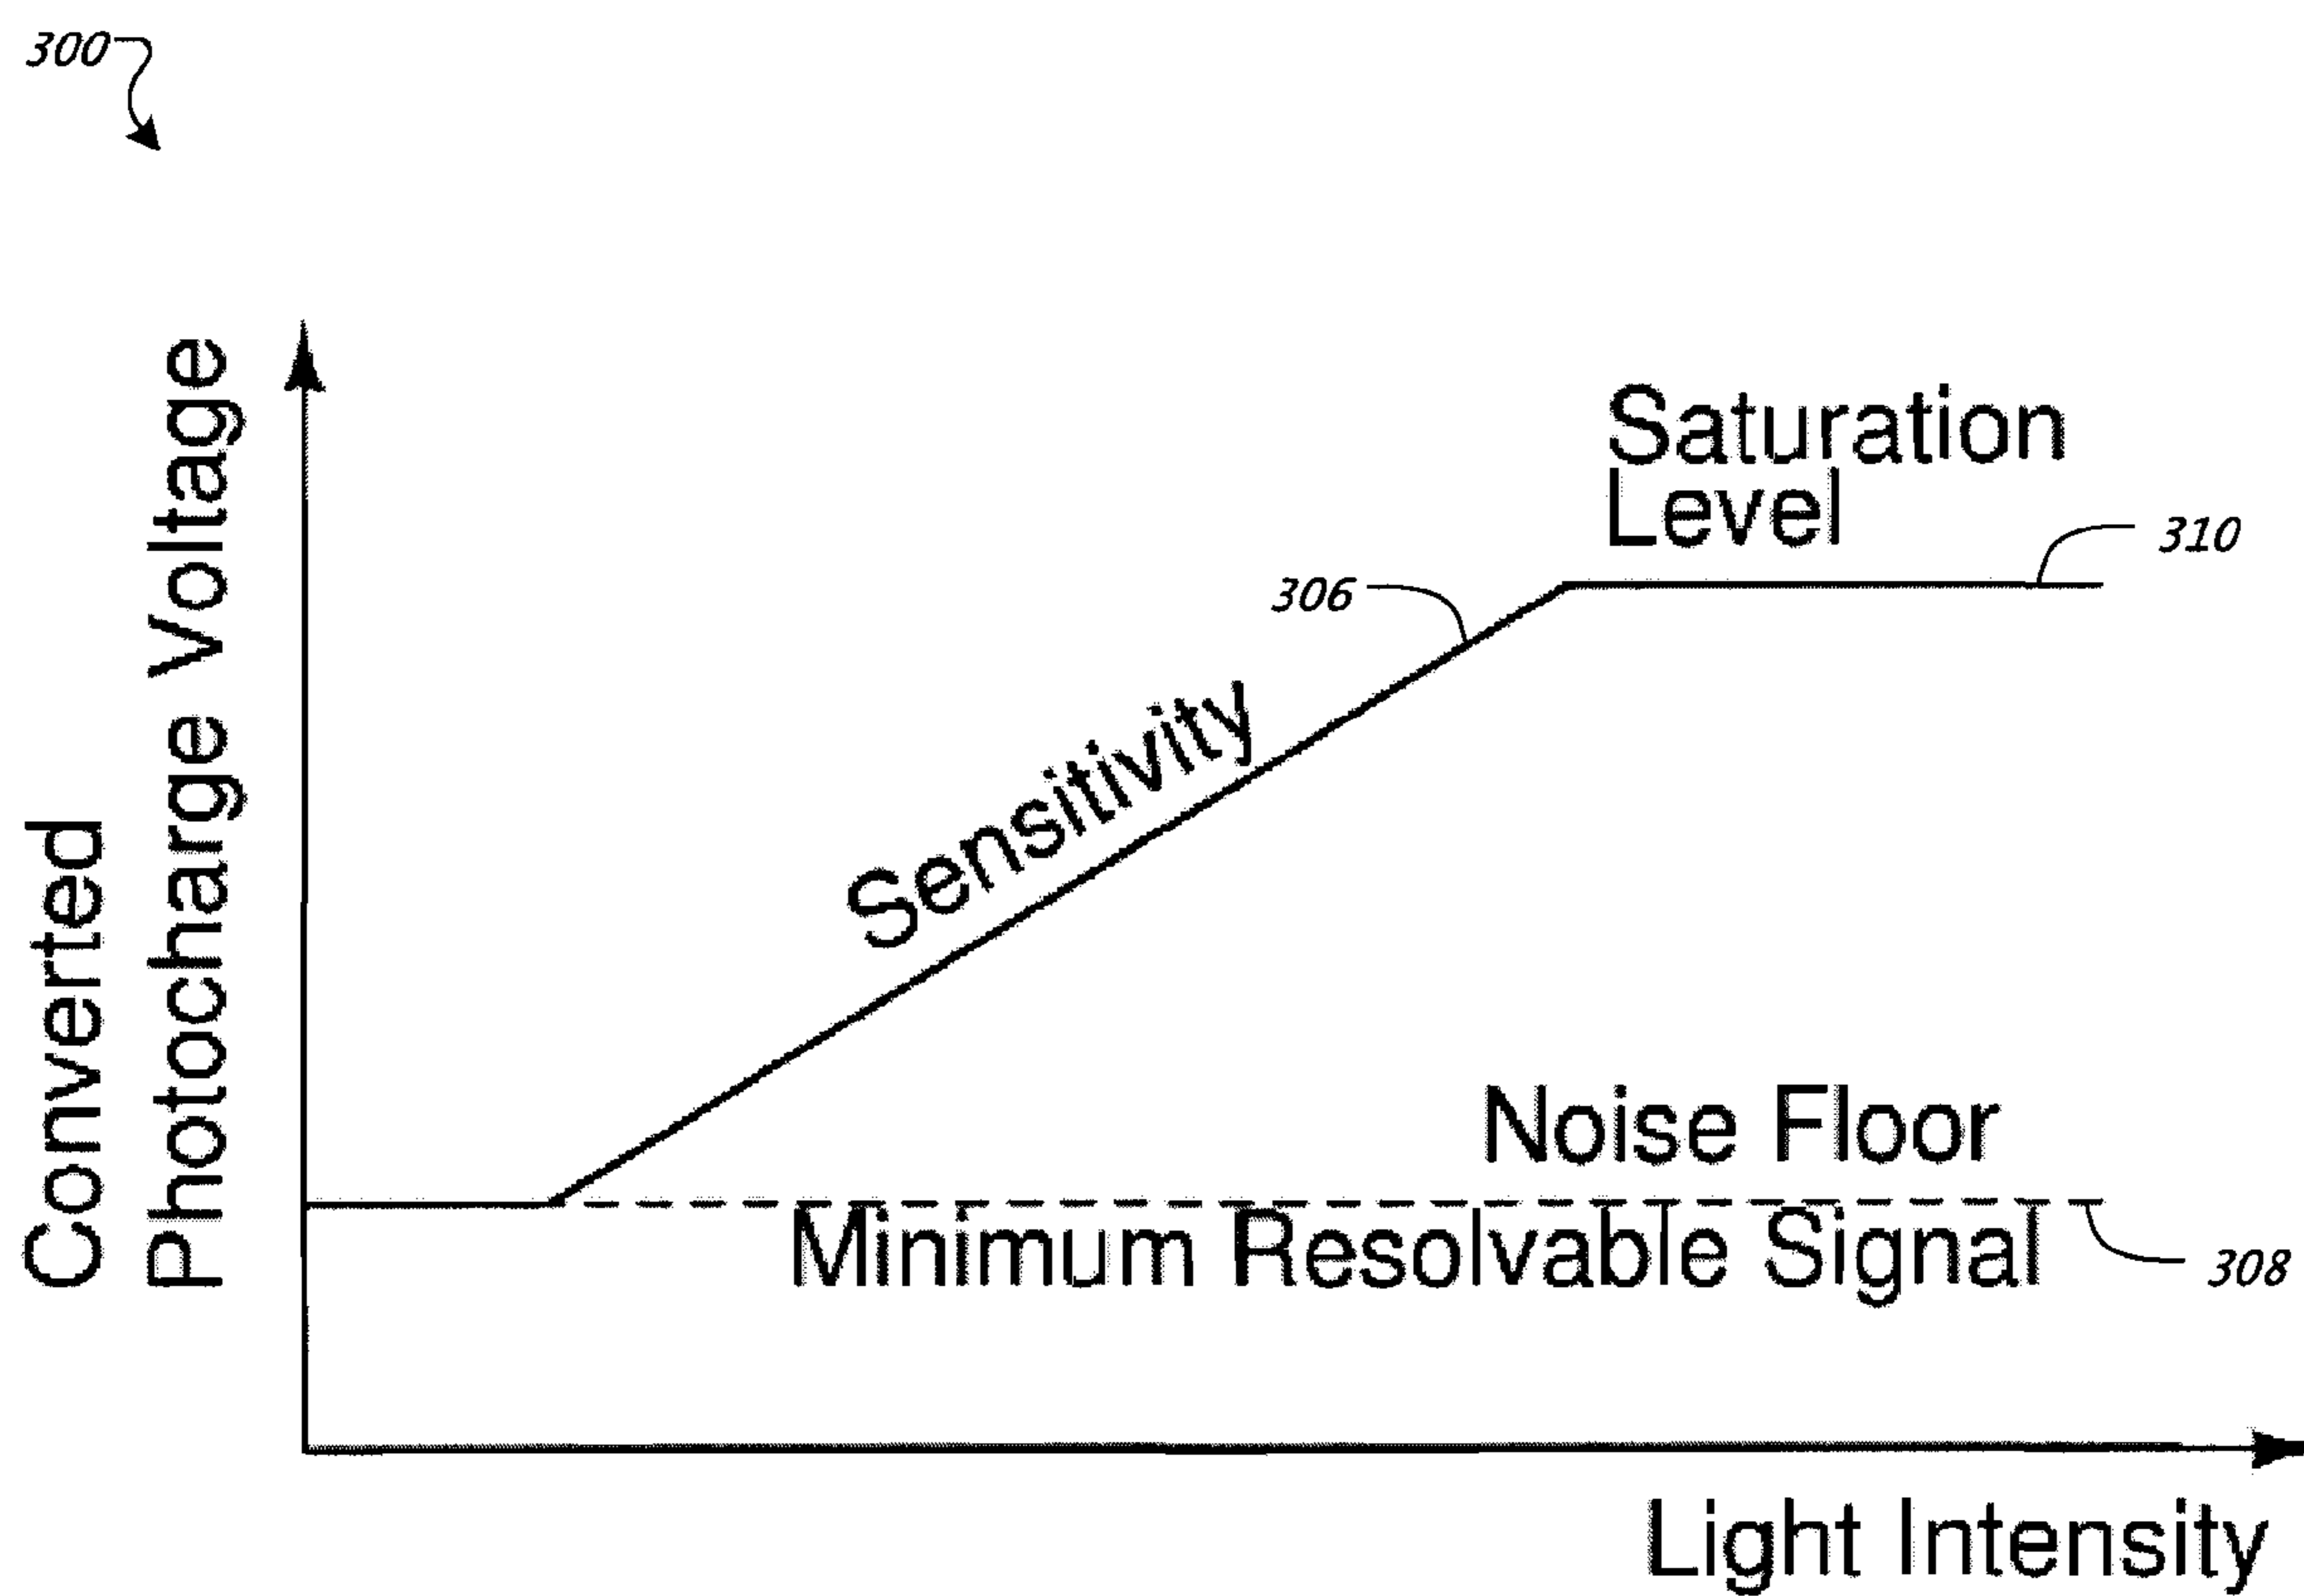 300
Converted
Photocharge Voltage
Saturation
Level
310
306
Sensitivity
Noise Floor
Minimum Resolvable Signal
308
Light Intensity